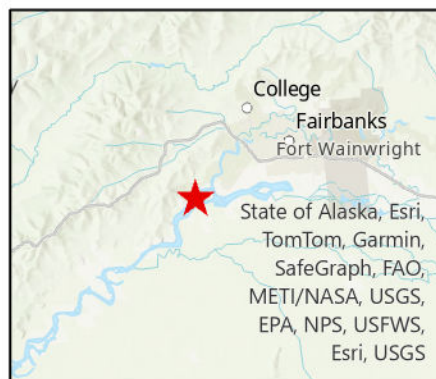 College
Fairbanks
Fort Wainwright
State of Alaska, Esri,
TomTom, Garmin,
SafeGraph, FAO,
METI/NASA, USGS,
EPA, NPS, USFWS,
Esri, USGS